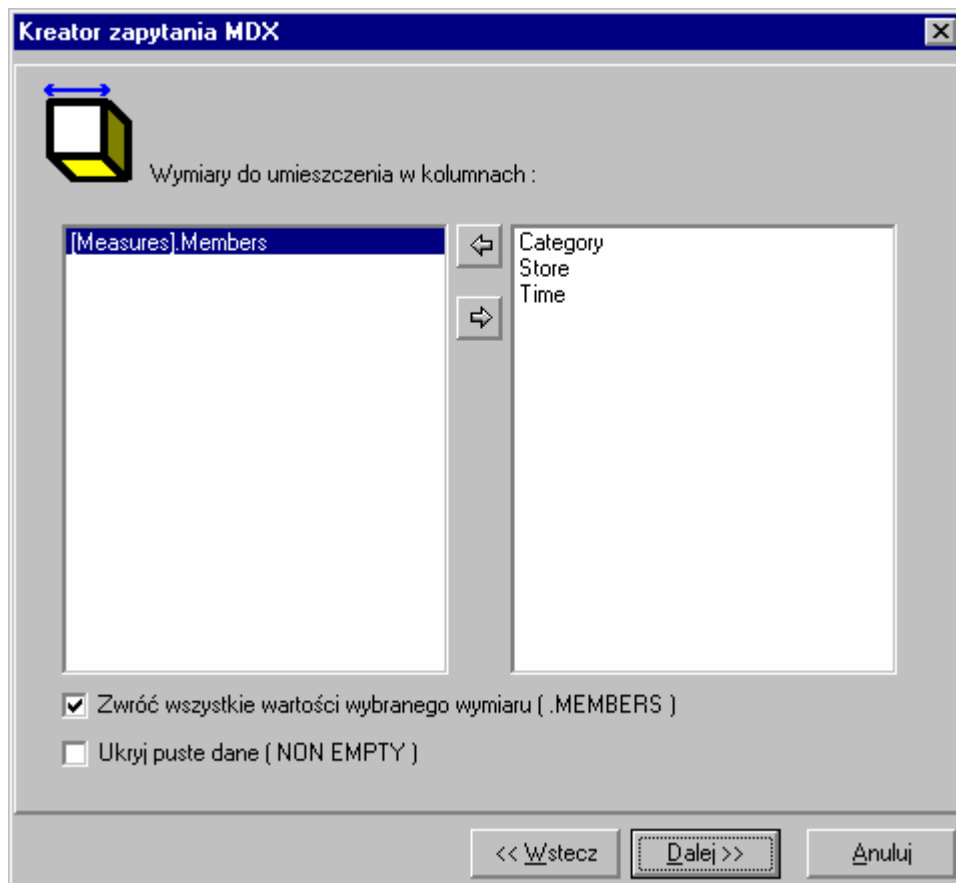 Kreator zapytania MDX
Wymiary do umieszczenia w kolumnach :
[Measures].Members
Category
Store
Time
Zwróć wszystkie wartości wybranego wymiaru ( .MEMBERS )
Ukryj puste dane ( NON EMPTY )
<< Wstecz
Dalej >>
Anuluj